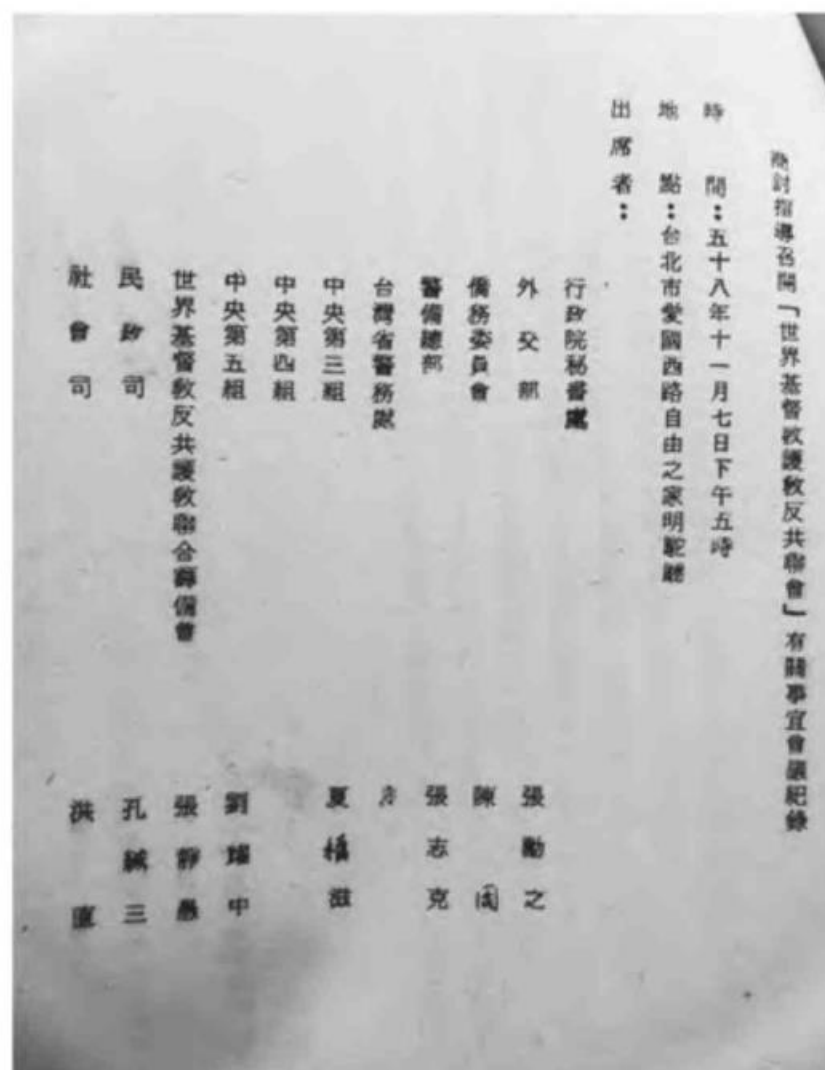 商討指導召開「世界基督教護教反共聯會」有關事宜會議紀錄
時 間：五十八年十一月七日下午五時
地 點：台北市愛國西路自由之家明駝廳
出席者：
行政院秘書處
外交部 張勳之
僑務委員會 陳
警備總部 張志克
台灣省警務處
中央第三組 夏 滋
中央第四組
中央第五組 劉耀中
世界基督教反共護教聯合籌備會 張靜愚
民政司 孔緘三
社會司 洪直